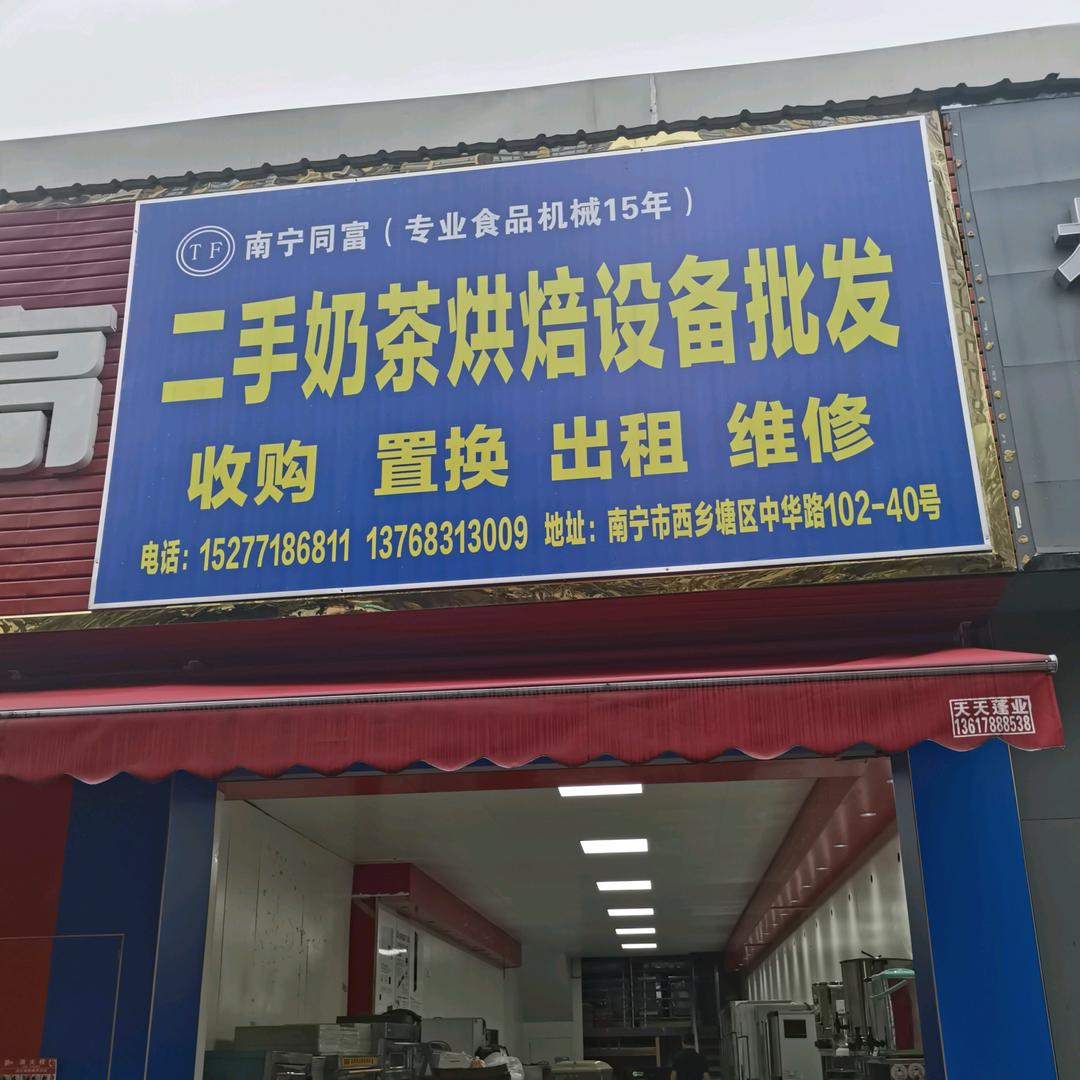 TF 南宁同富（专业食品机械15年）
二手奶茶烘焙设备批发
收购 置换 出租 维修
电话：15277186811 13768313009 地址：南宁市西乡塘区中华路102-40号
天天蓬业
13617888538